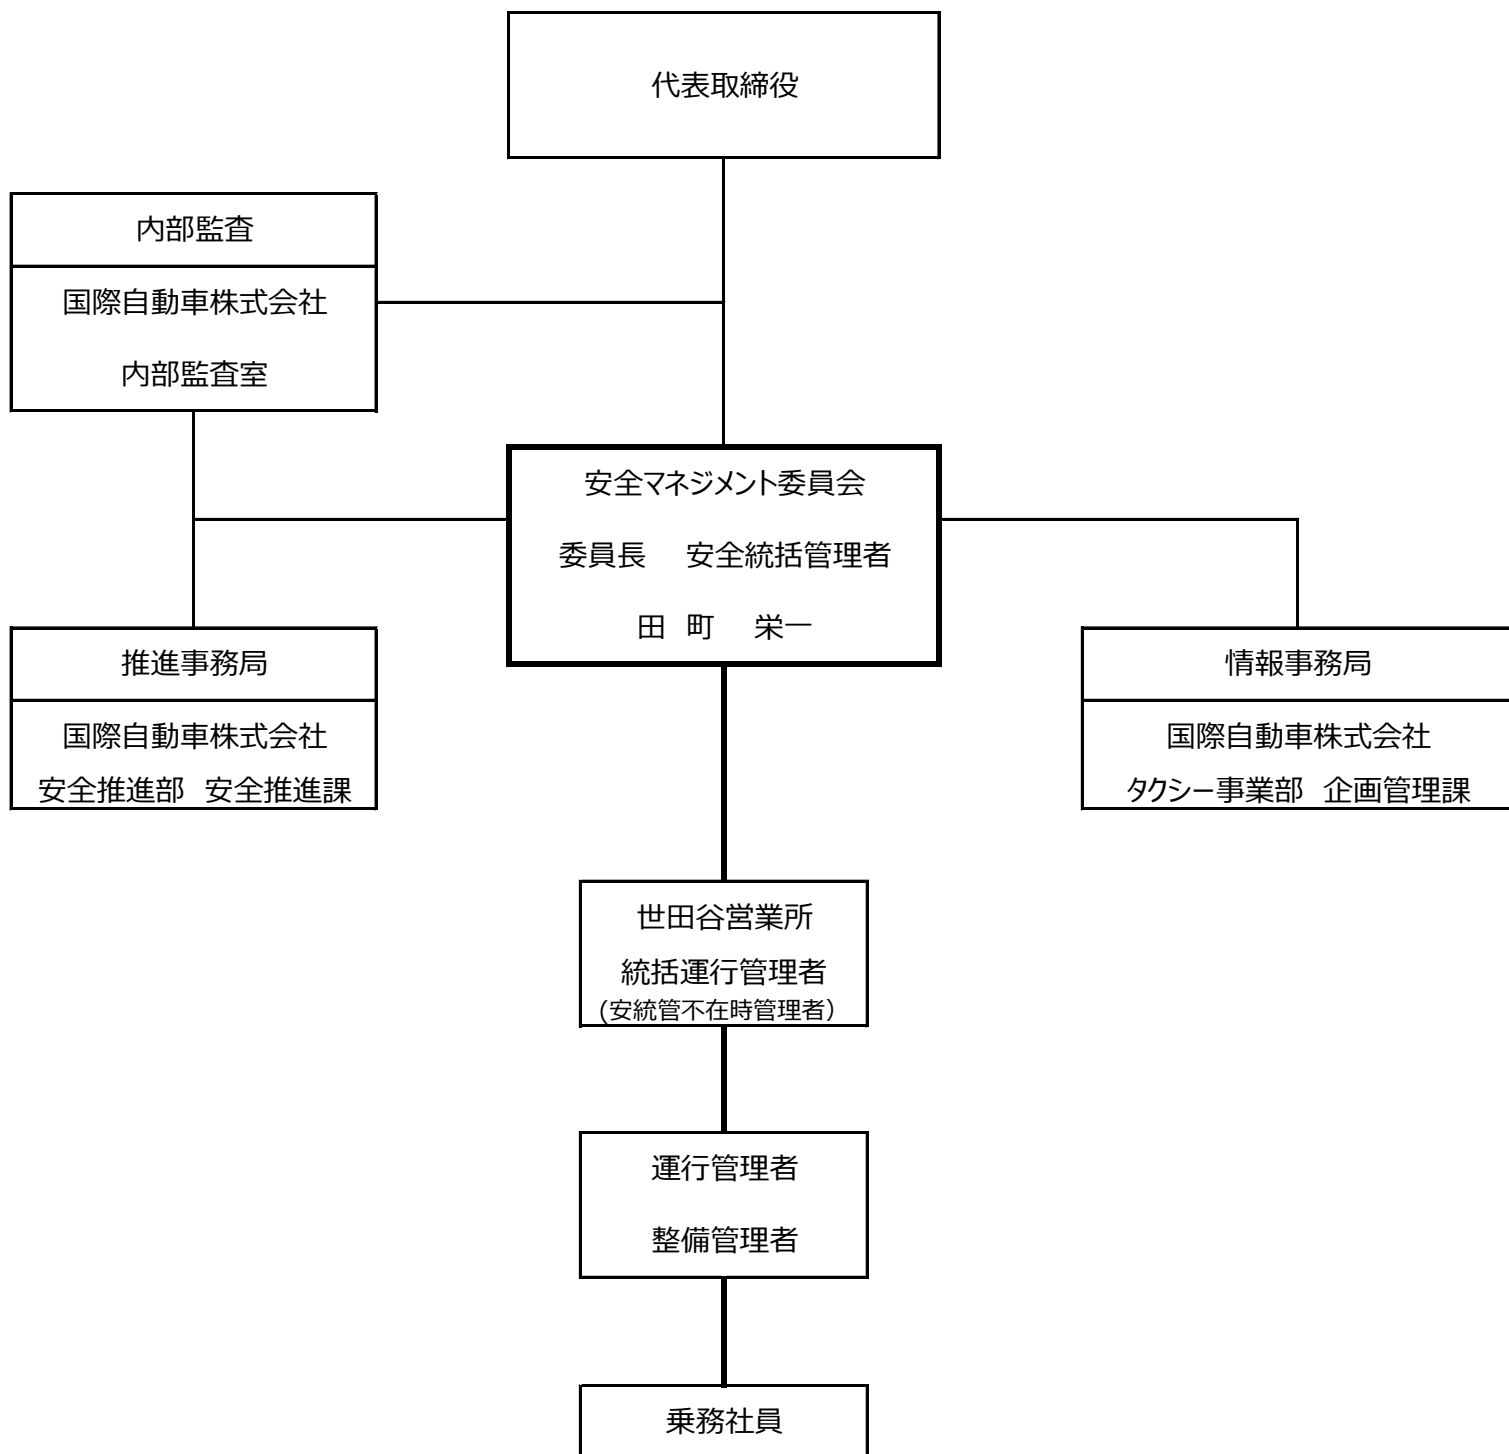 代表取締役
内部監査
国際自動車株式会社
内部監査室
安全マネジメント委員会
委員長　安全統括管理者
田 町　栄一
推進事務局
国際自動車株式会社
安全推進部 安全推進課
情報事務局
国際自動車株式会社
タクシー事業部 企画管理課
世田谷営業所
統括運行管理者
(安統管不在時管理者）
運行管理者
整備管理者
乗務社員